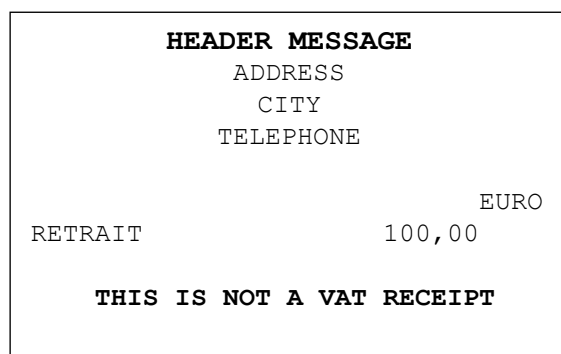 HEADER MESSAGE
ADDRESS
CITY
TELEPHONE
EURO
RETRAIT 100,00
THIS IS NOT A VAT RECEIPT